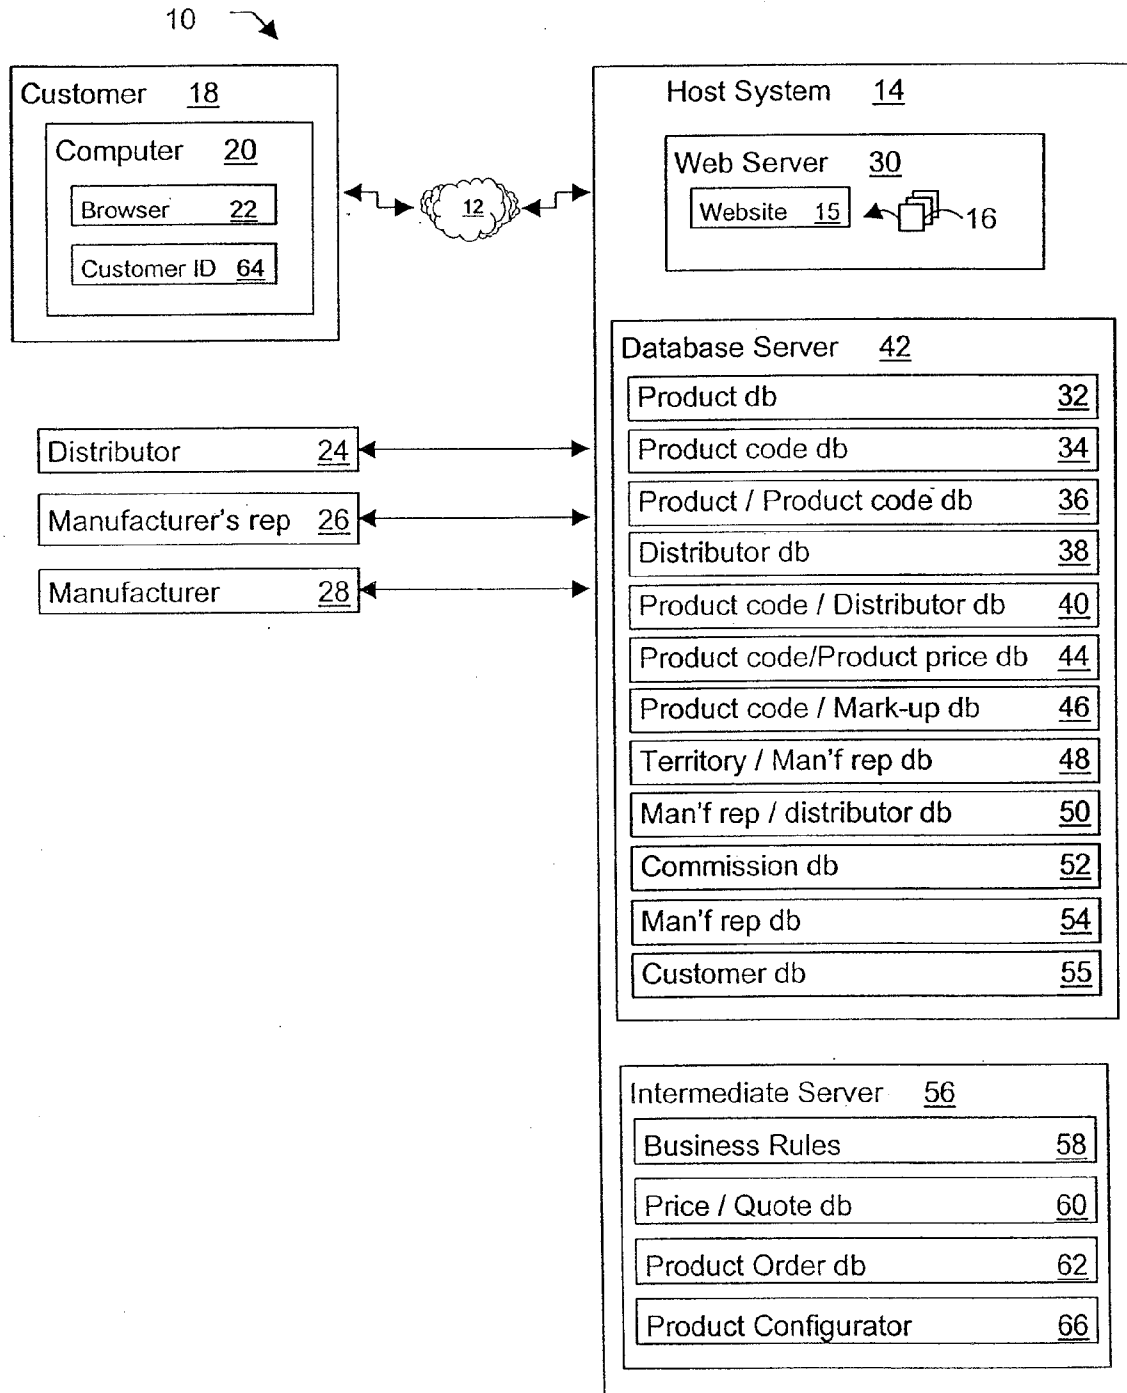 10
Customer 18
Computer 20
Browser 22
Customer ID 64
12
Distributor 24
Manufacturer's rep 26
Manufacturer 28
Host System 14
Web Server 30
Website 15
16
Database Server 42
Product db 32
Product code db 34
Product / Product code db 36
Distributor db 38
Product code / Distributor db 40
Product code/Product price db 44
Product code / Mark-up db 46
Territory / Man'f rep db 48
Man'f rep / distributor db 50
Commission db 52
Man'f rep db 54
Customer db 55
Intermediate Server 56
Business Rules 58
Price / Quote db 60
Product Order db 62
Product Configurator 66